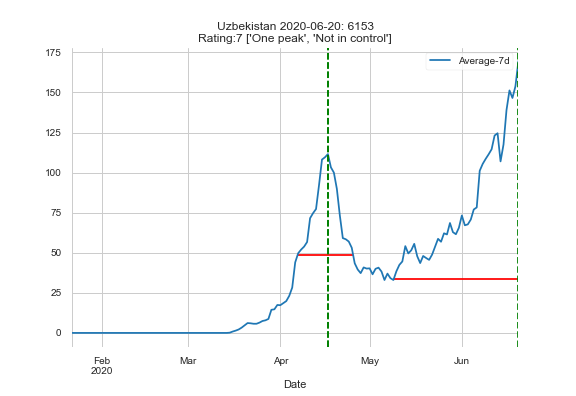 Uzbekistan 2020-06-20: 6153
Rating:7 ['One peak', 'Not in control']
Average-7d
175
150
125
100
75
50
25
0
Feb
2020
Mar
Apr
May
Jun
Date